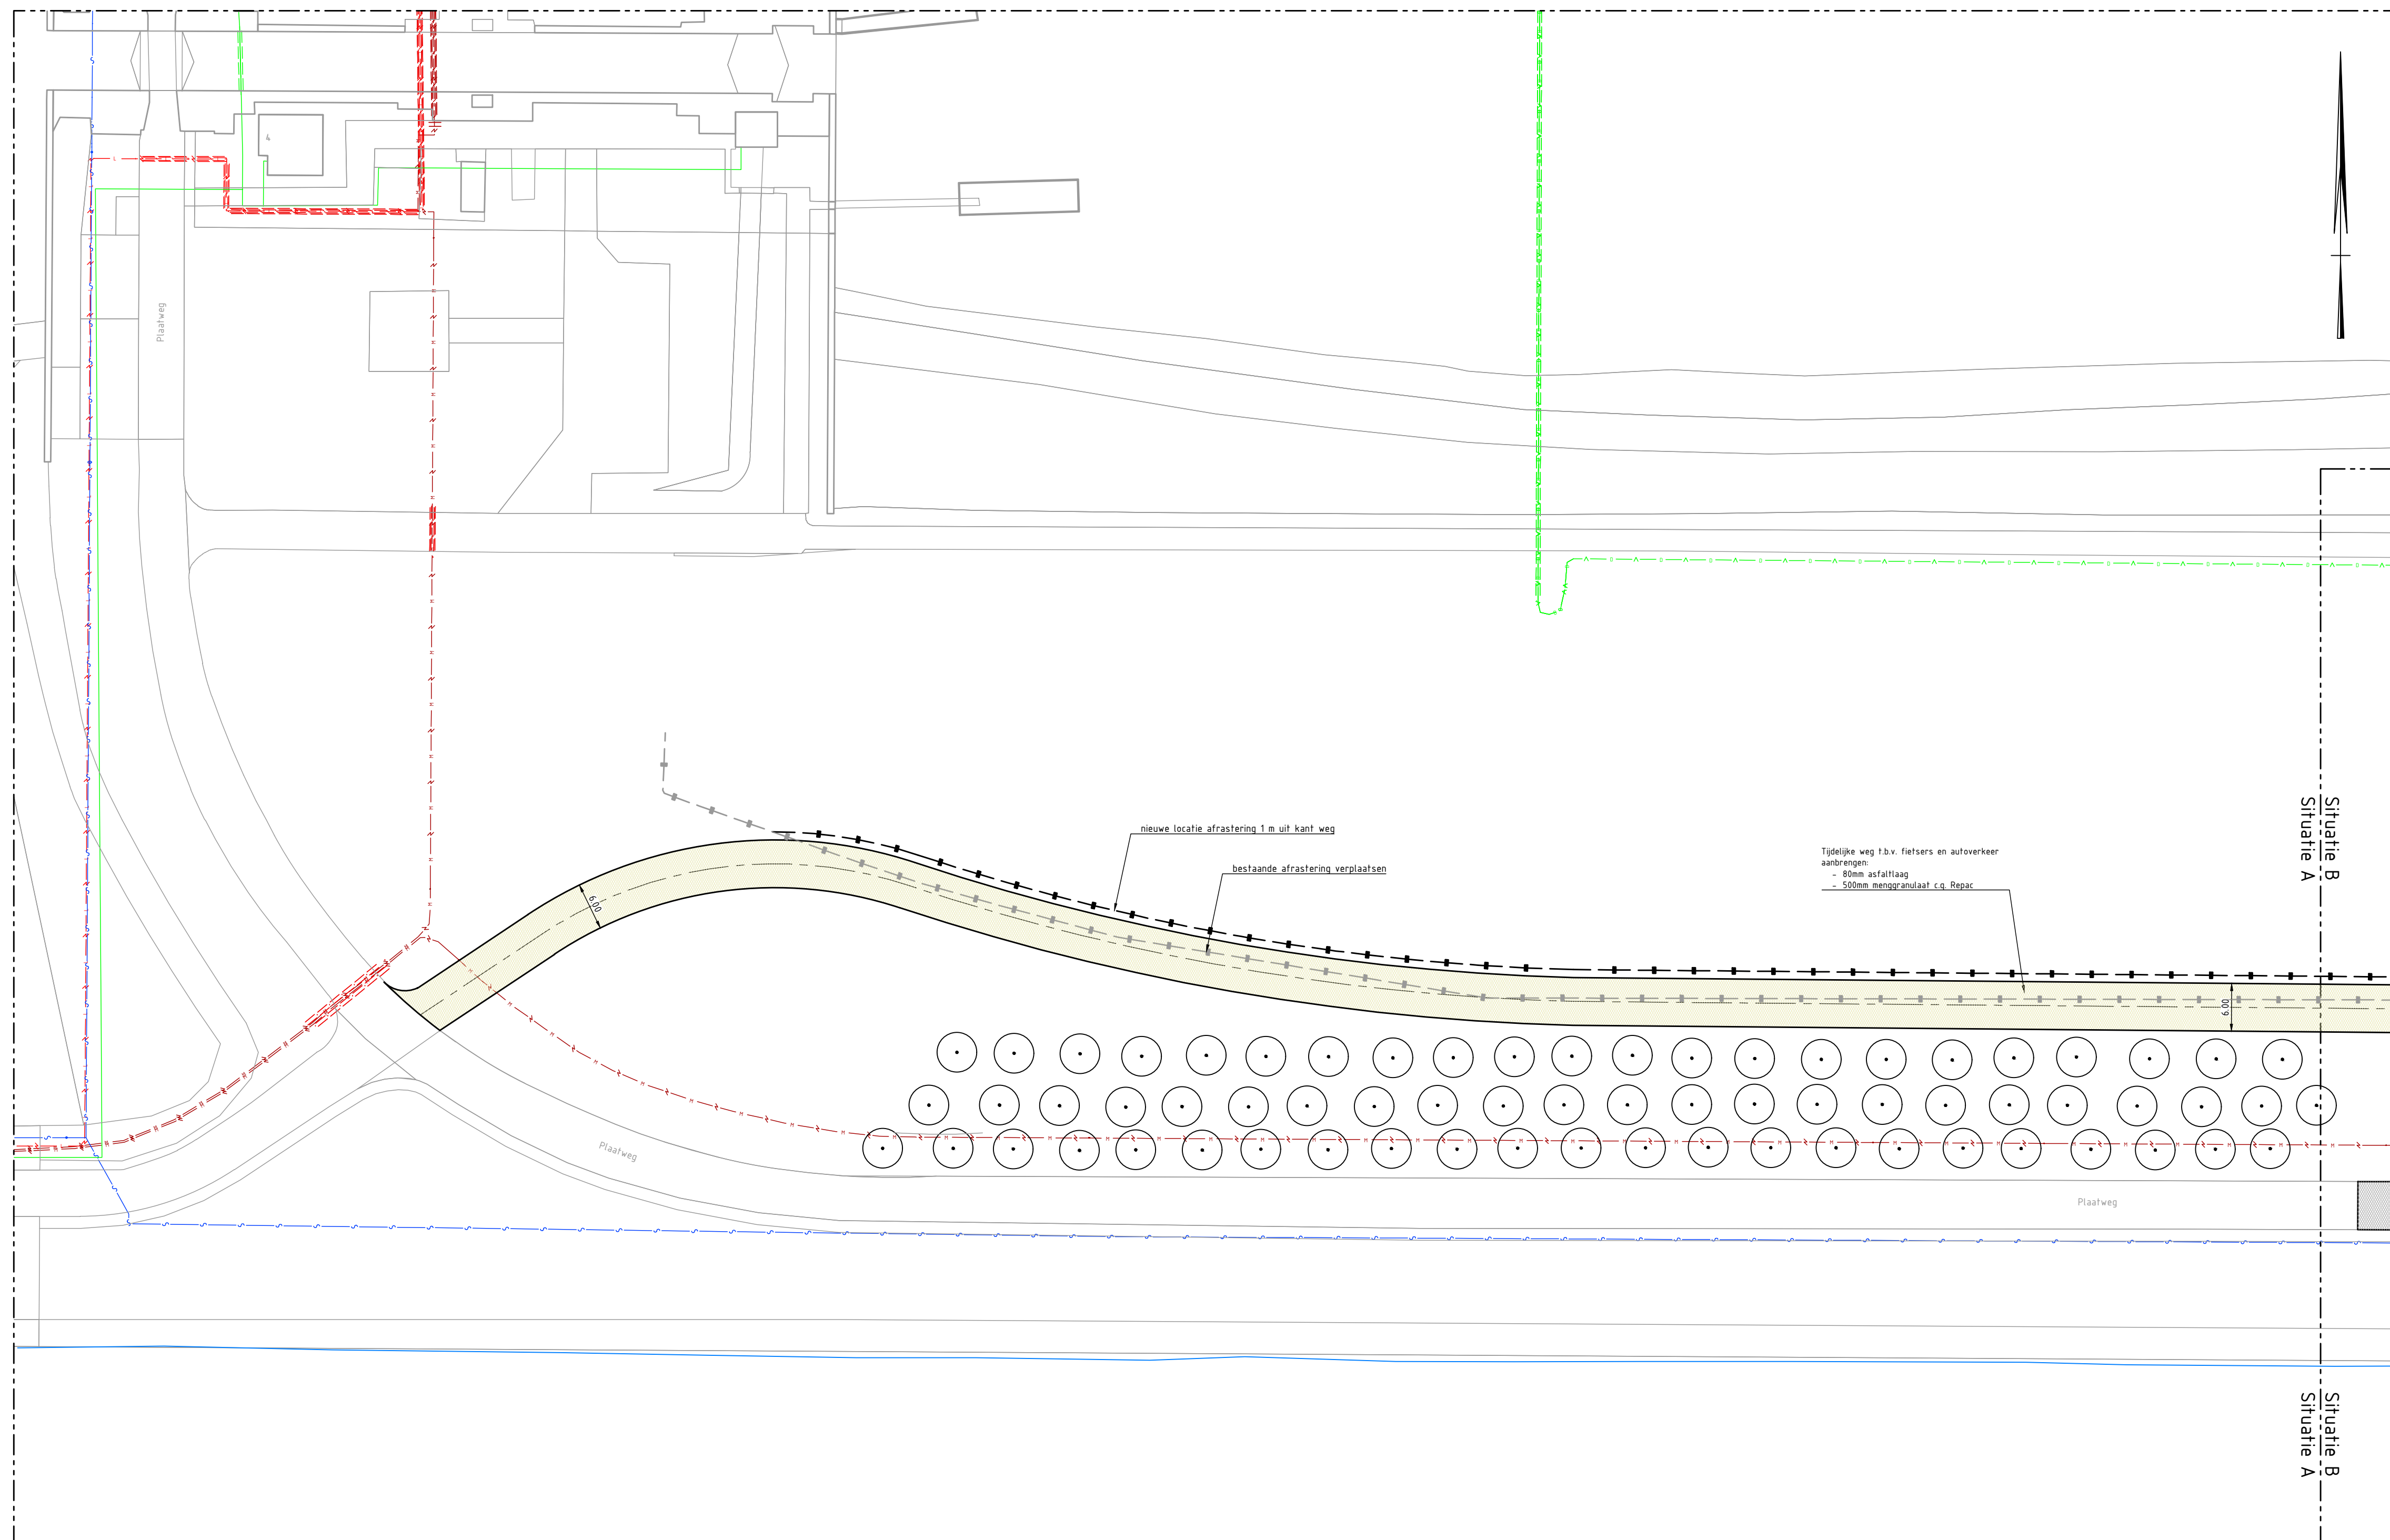 4
Plaatweg
nieuwe locatie afrastering 1 m uit kant weg
bestaande afrastering verplaatsen
Tijdelijke weg t.b.v. fietsers en autoverkeer
aanbrengen:
- 80mm asfaltlaag
- 500mm menggranulaat c.q. Repac
Situatie B
Situatie A
6.00
6.00
Plaatweg
Plaatweg
Situatie B
Situatie A